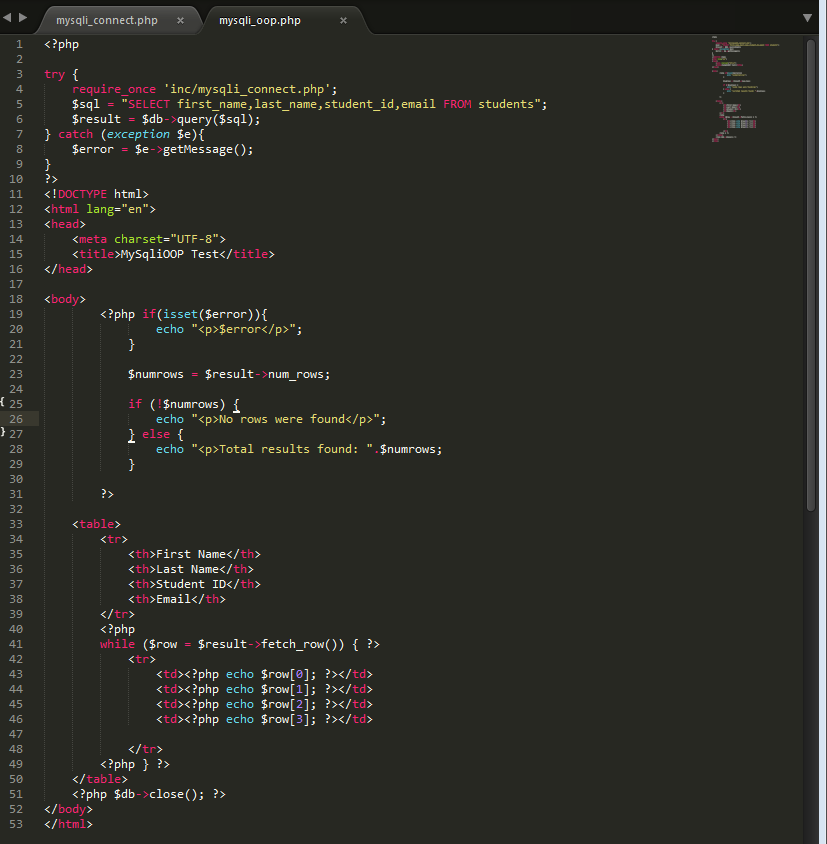 mysqli_connect.php × mysqli_oop.php ×
1 <?php
2
3 try {
4     require_once 'inc/mysqli_connect.php';
5     $sql = "SELECT first_name,last_name,student_id,email FROM students";
6     $result = $db->query($sql);
7 } catch (exception $e){
8     $error = $e->getMessage();
9 }
10 ?>
11 <!DOCTYPE html>
12 <html lang="en">
13 <head>
14     <meta charset="UTF-8">
15     <title>MySqliOOP Test</title>
16 </head>
17
18 <body>
19         <?php if(isset($error)){
20                 echo "<p>$error</p>";
21             }
22
23             $numrows = $result->num_rows;
24
25             if (!$numrows) {
26                 echo "<p>No rows were found</p>";
27             } else {
28                 echo "<p>Total results found: ".$numrows;
29             }
30
31         ?>
32
33     <table>
34         <tr>
35             <th>First Name</th>
36             <th>Last Name</th>
37             <th>Student ID</th>
38             <th>Email</th>
39         </tr>
40         <?php
41         while ($row = $result->fetch_row()) { ?>
42             <tr>
43                 <td><?php echo $row[0]; ?></td>
44                 <td><?php echo $row[1]; ?></td>
45                 <td><?php echo $row[2]; ?></td>
46                 <td><?php echo $row[3]; ?></td>
47
48             </tr>
49         <?php } ?>
50     </table>
51     <?php $db->close(); ?>
52 </body>
53 </html>